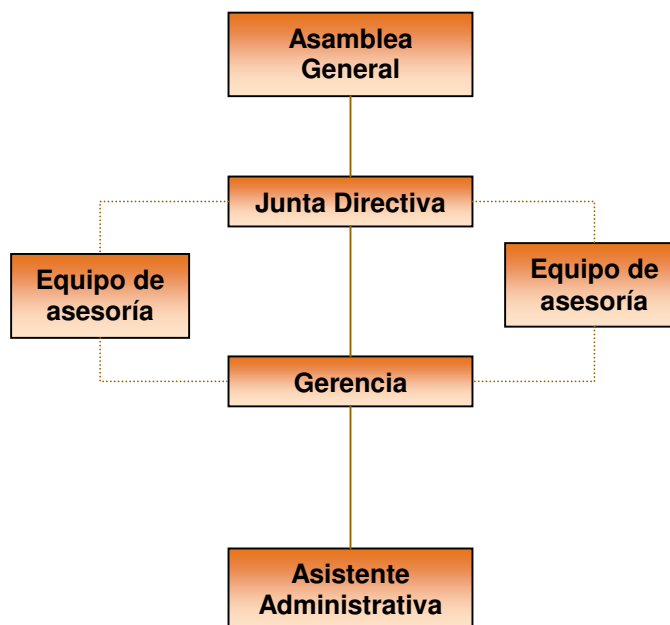 Asamblea
General
Junta Directiva
Equipo de
asesoría
Equipo de
asesoría
Gerencia
Asistente
Administrativa